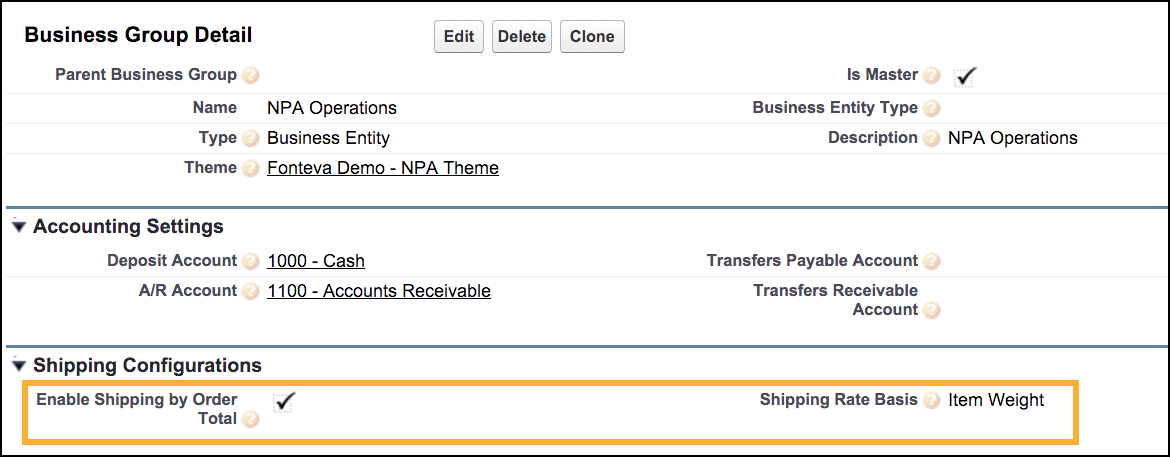 Business Group Detail Edit Delete Clone
Parent Business Group ? Is Master ?
Name NPA Operations Business Entity Type ?
Type ? Business Entity Description ? NPA Operations
Theme ? Fonteva Demo - NPA Theme
Accounting Settings
Deposit Account ? 1000 - Cash Transfers Payable Account ?
A/R Account ? 1100 - Accounts Receivable Transfers Receivable
Account ?
Shipping Configurations
Enable Shipping by Order Shipping Rate Basis ? Item Weight
Total ?